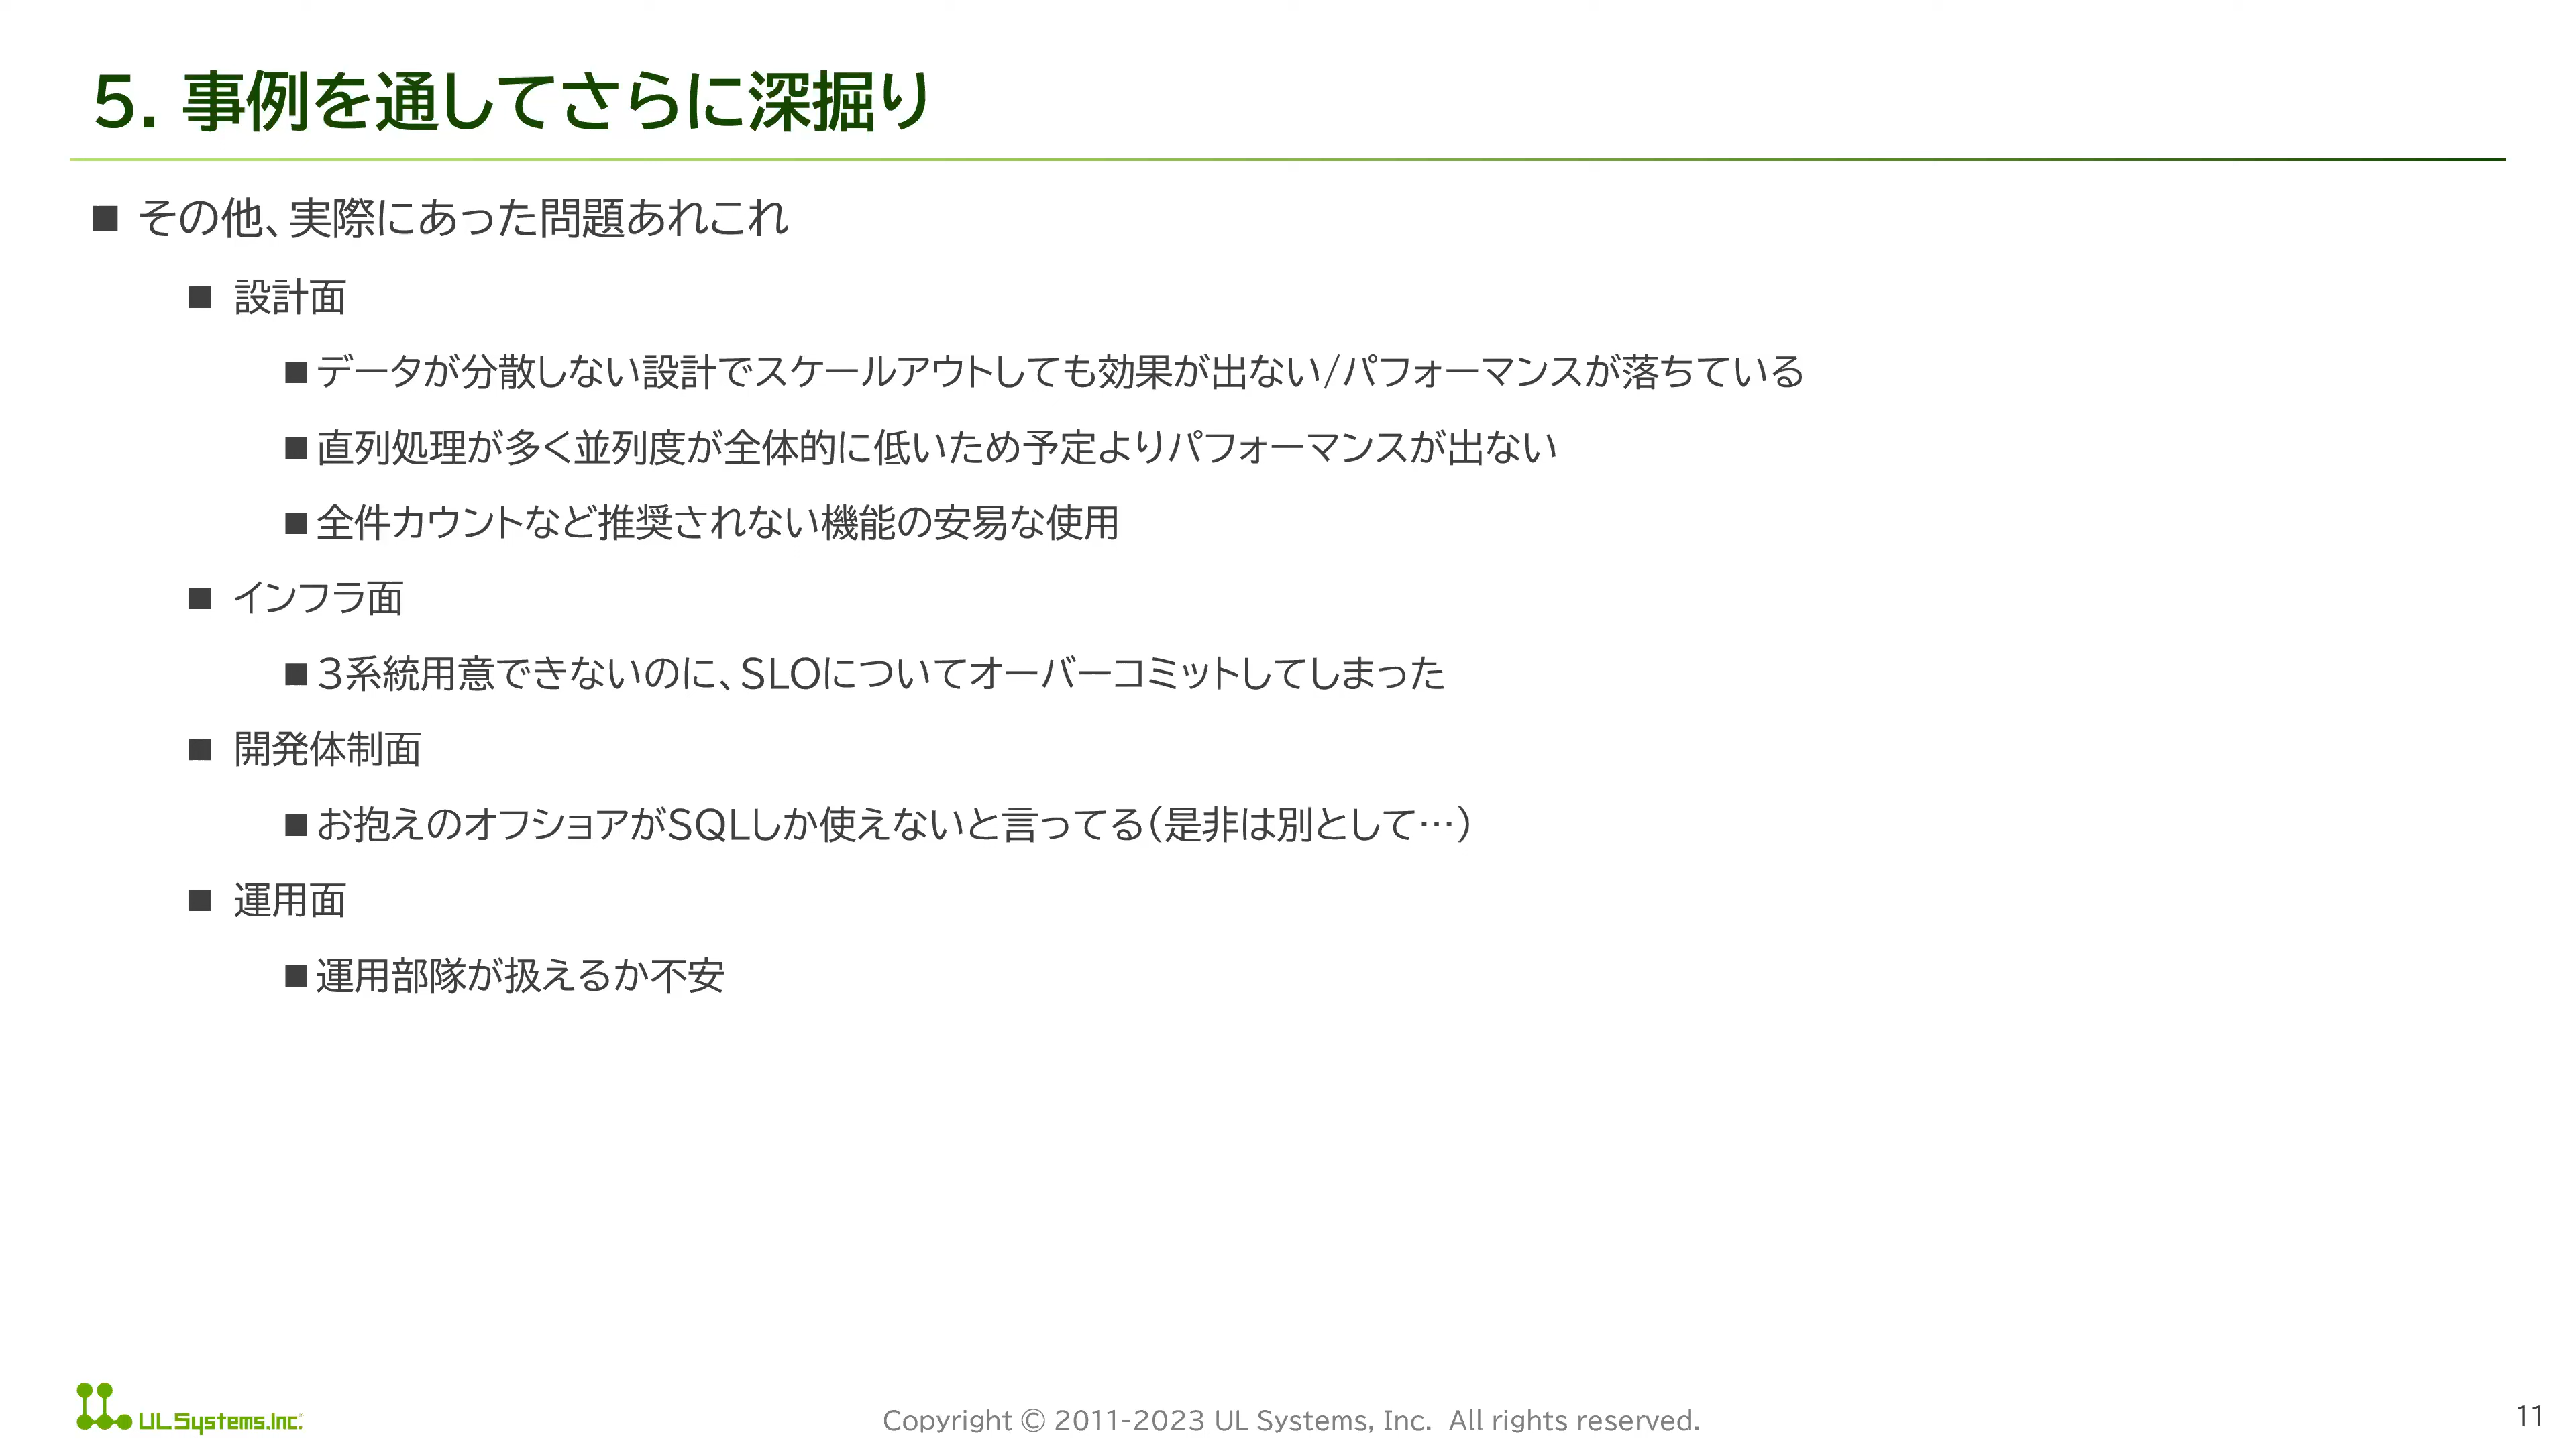 5. 事例を通してさらに深掘り
■ その他、実際にあった問題あれこれ
■ 設計面
■ データが分散しない設計でスケールアウトしても効果が出ない/パフォーマンスが落ちている
■ 直列処理が多く並列度が全体的に低いため予定よりパフォーマンスが出ない
■ 全件カウントなど推奨されない機能の安易な使用
■ インフラ面
■ 3系統用意できないのに、SLOについてオーバーコミットしてしまった
■ 開発体制面
■ お抱えのオフショアがSQLしか使えないと言ってる（是非は別として…）
■ 運用面
■ 運用部隊が扱えるか不安
UL Systems,Inc.
Copyright © 2011-2023 UL Systems, Inc. All rights reserved.
11